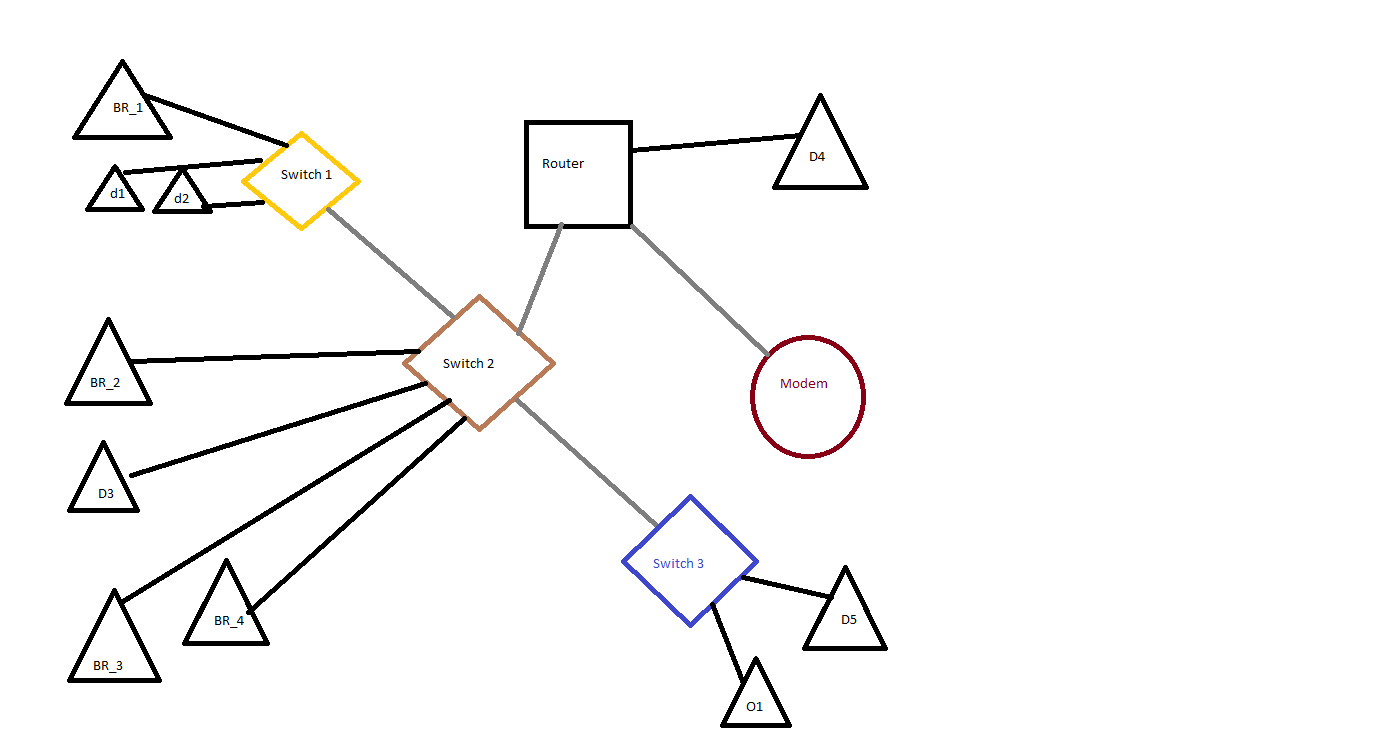 BR_1
Router
D4
Switch 1
d1
d2
Switch 2
BR_2
Modem
D3
Switch 3
BR_4
D5
BR_3
O1